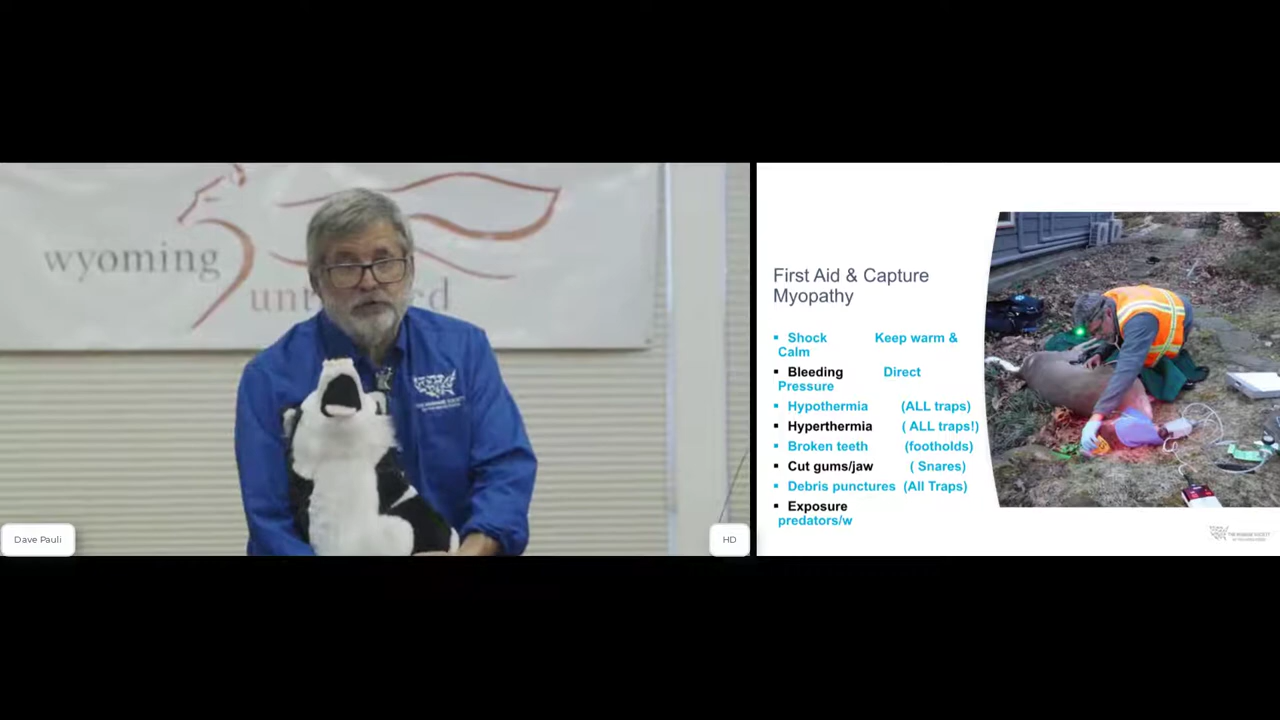 wyoming
Dave Pauli
HD
First Aid & Capture
Myopathy
▪ Shock Keep warm &
Calm
▪ Bleeding Direct
Pressure
▪ Hypothermia (ALL traps)
▪ Hyperthermia ( ALL traps!)
▪ Broken teeth (footholds)
▪ Cut gums/jaw ( Snares)
▪ Debris punctures (All Traps)
▪ Exposure
predators/w